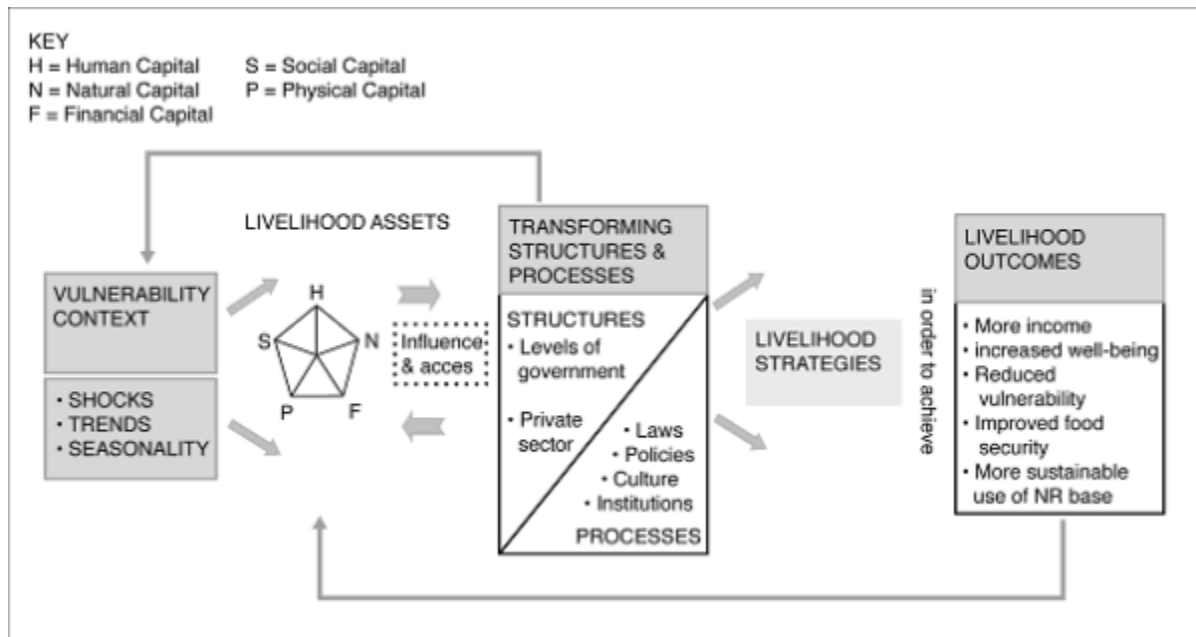 KEY
H = Human Capital
S = Social Capital
N = Natural Capital
P = Physical Capital
F = Financial Capital
LIVELIHOOD ASSETS
VULNERABILITY
CONTEXT
• SHOCKS
• TRENDS
• SEASONALITY
H
S
N
P
F
Influence
& acces
TRANSFORMING
STRUCTURES &
PROCESSES
STRUCTURES
• Levels of
government
• Private
sector
• Laws
• Policies
• Culture
• Institutions
PROCESSES
LIVELIHOOD
STRATEGIES
in order to achieve
LIVELIHOOD
OUTCOMES
• More income
• increased well-being
• Reduced
vulnerability
• Improved food
security
• More sustainable
use of NR base